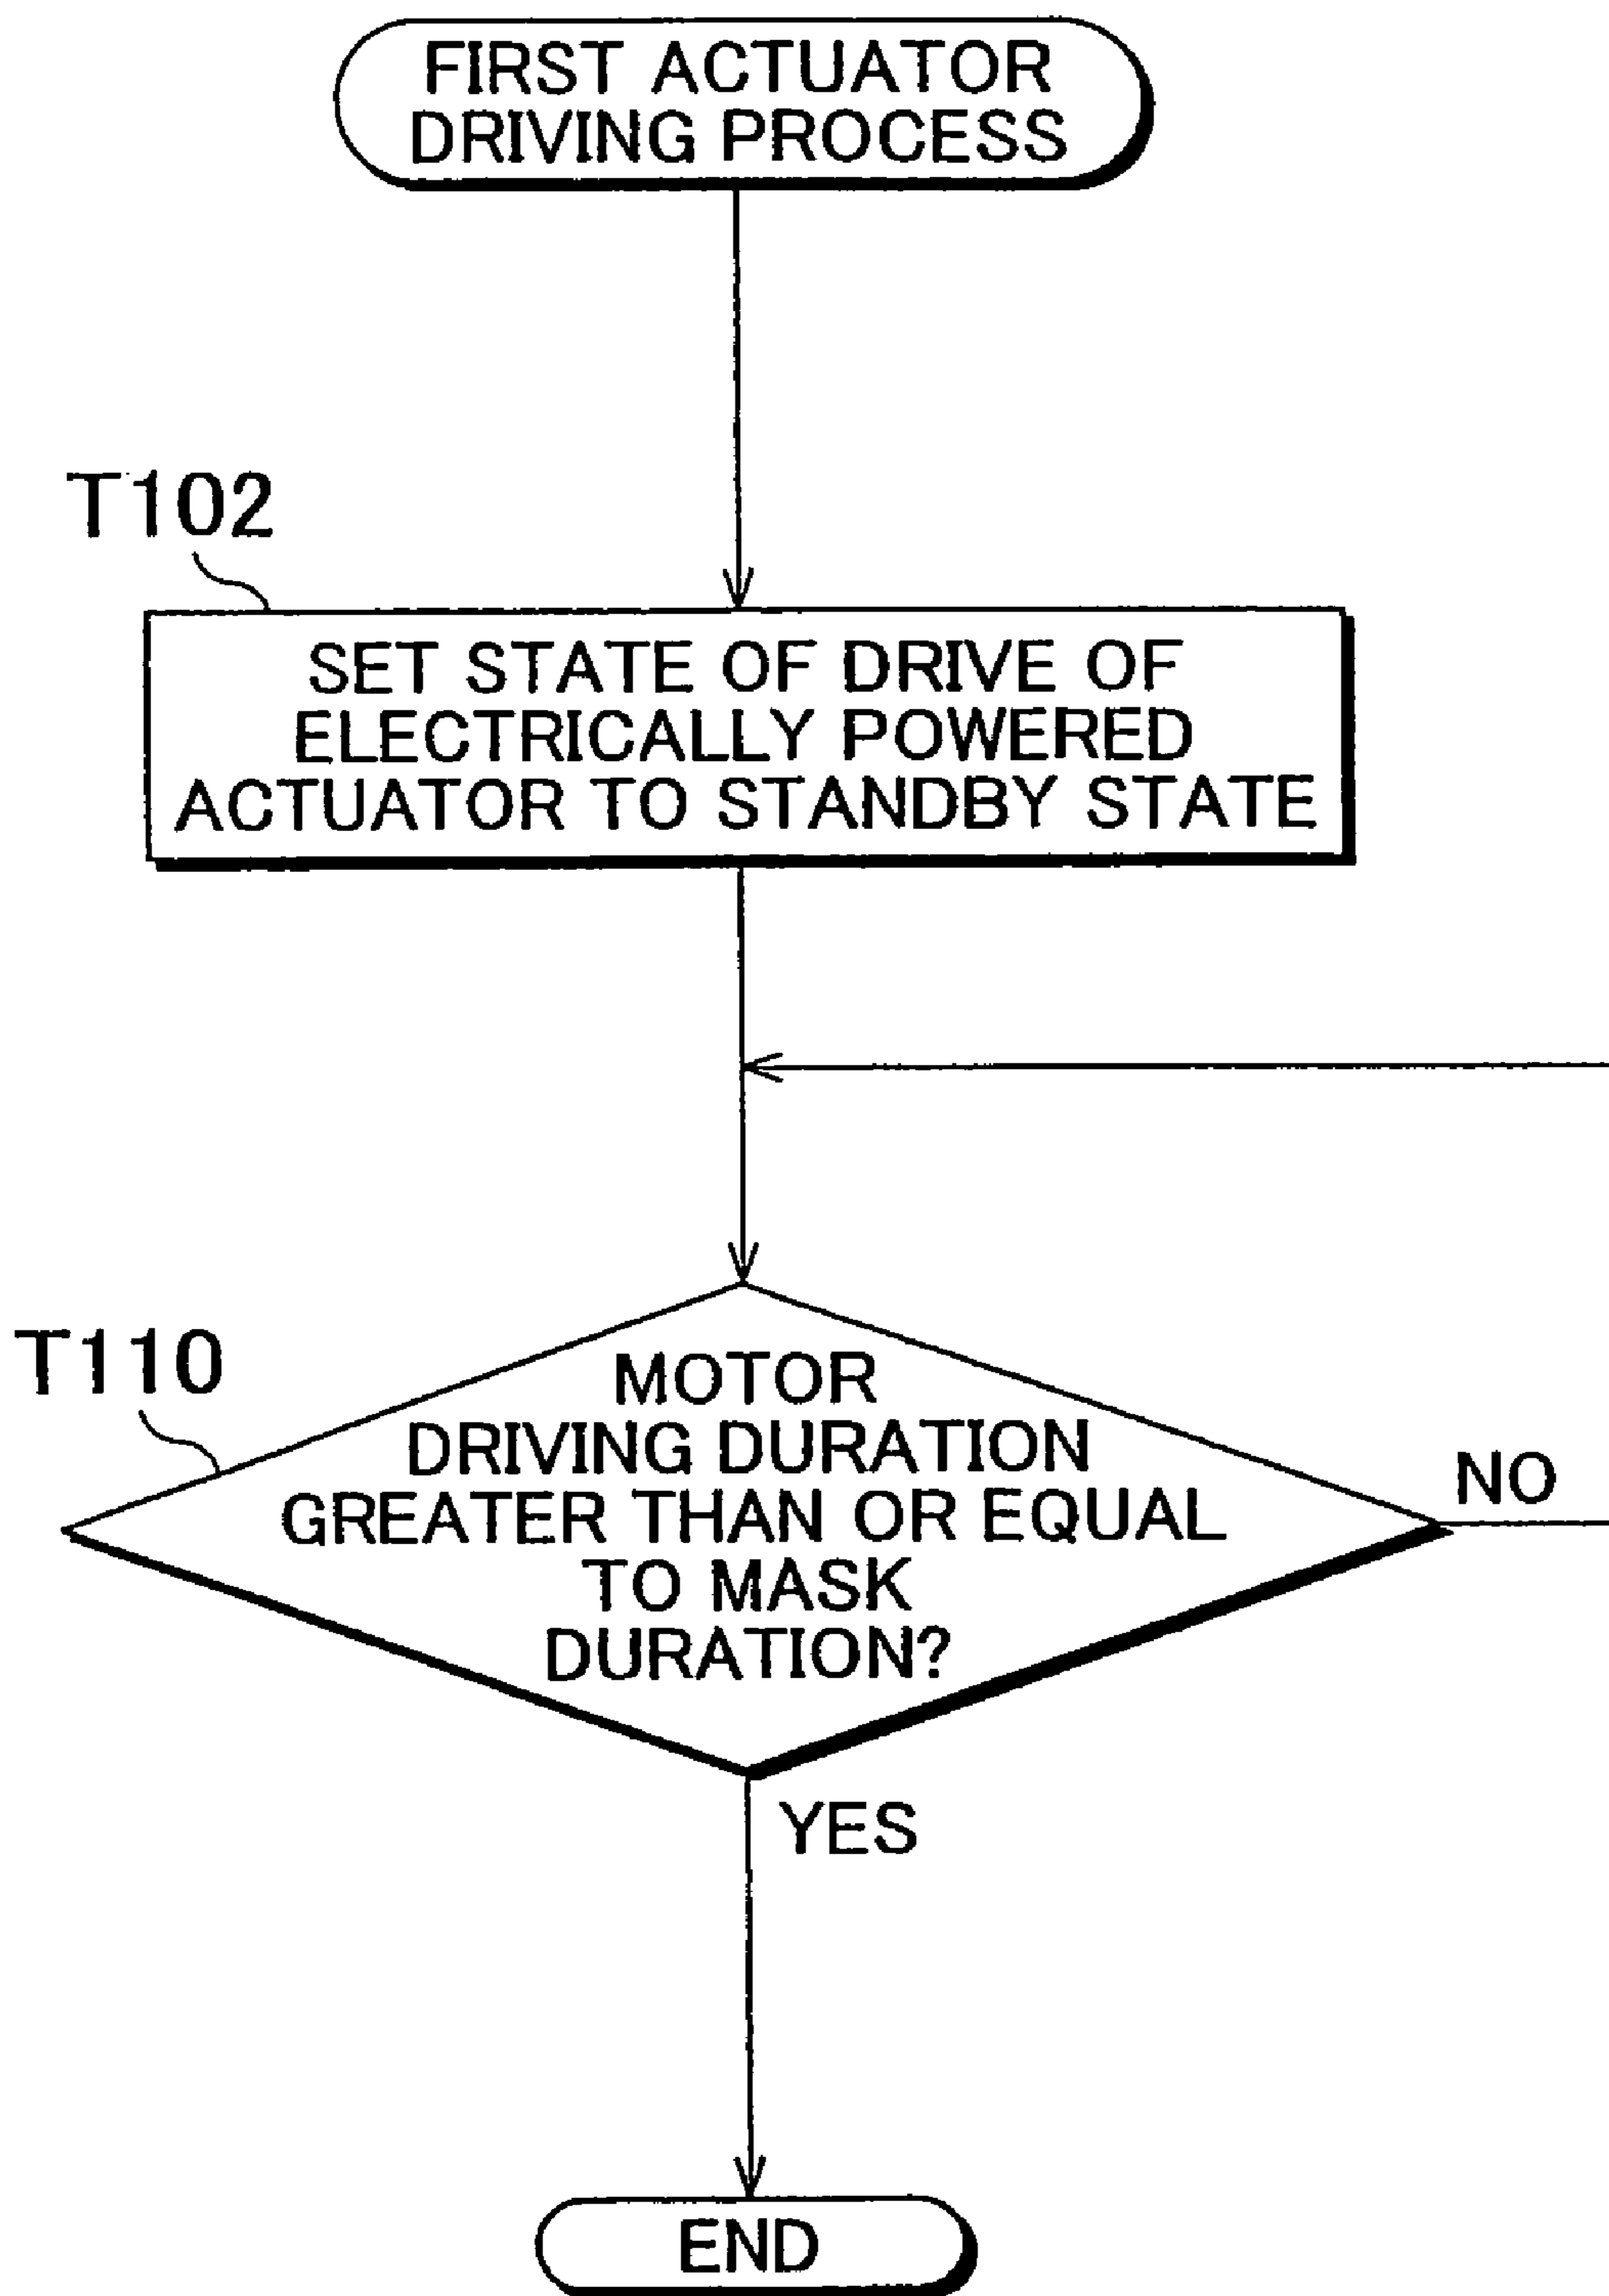 FIRST ACTUATOR
DRIVING PROCESS
T102
SET STATE OF DRIVE OF
ELECTRICALLY POWERED
ACTUATOR TO STANDBY STATE
T110
MOTOR
DRIVING DURATION
GREATER THAN OR EQUAL
TO MASK
DURATION?
NO
YES
END